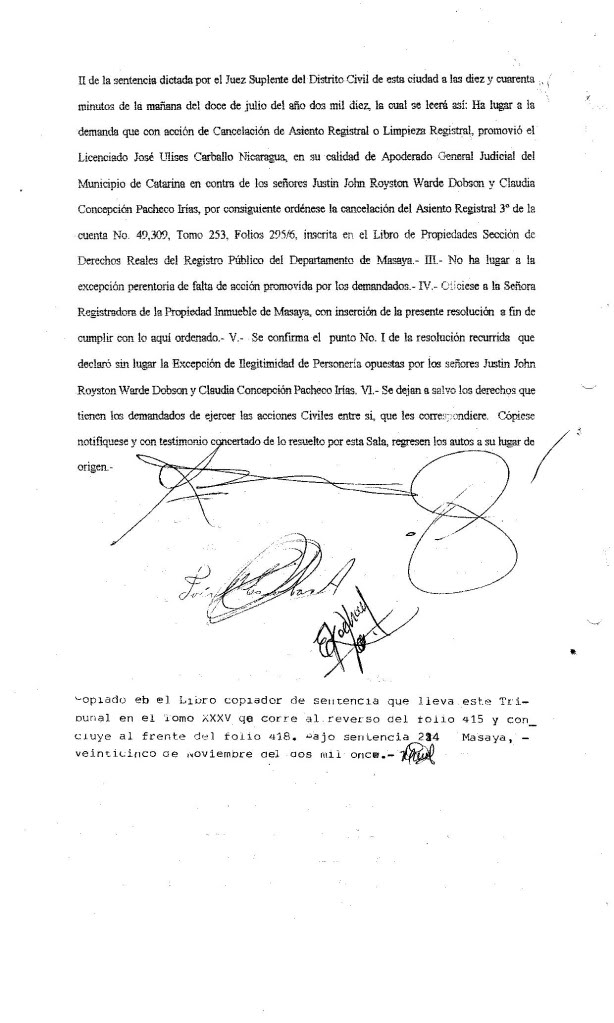 II de la sentencia dictada por el Juez Suplente del Distrito Civil de esta ciudad a las diez y cuarenta
minutos de la mañana del doce de julio del año dos mil diez, la cual se leerá así: Ha lugar a la
demanda que con acción de Cancelación de Asiento Registral o Limpieza Registral, promovió el
Licenciado José Ulises Carballo Nicaragua, en su calidad de Apoderado General Judicial del
Municipio de Catarina en contra de los señores Justin John Royston Warde Dobson y Claudia
Concepción Pacheco Irías, por consiguiente ordénese la cancelación del Asiento Registral 3º de la
cuenta No. 49,309, Tomo 253, Folios 295/6, inscrita en el Libro de Propiedades Sección de
Derechos Reales del Registro Público del Departamento de Masaya.- III.- No ha lugar a la
excepción perentoria de falta de acción promovida por los demandados.- IV.- Oficiese a la Señora
Registradora de la Propiedad Inmueble de Masaya, con inserción de la presente resolución a fin de
cumplir con lo aquí ordenado.- V.- Se confirma el punto No. I de la resolución recurrida que
declaró sin lugar la Excepción de Ilegitimidad de Personería opuestas por los señores Justin John
Royston Warde Dobson y Claudia Concepción Pacheco Irías. VI.- Se dejan a salvo los derechos que
tienen los demandados de ejercer las acciones Civiles entre si, que les correspondiere. Cópiese
notifíquese y con testimonio concertado de lo resuelto por esta Sala, regresen los autos a su lugar de
origen.-
Copiado eb el Libro copiador de sentencia que lleva este Tri-
bunal en el Tomo XXXV qe corre al reverso del folio 415 y con_
cluye al frente del folio 418. Bajo sentencia 234 Masaya, -
veinticinco de Noviembre del dos mil once.-